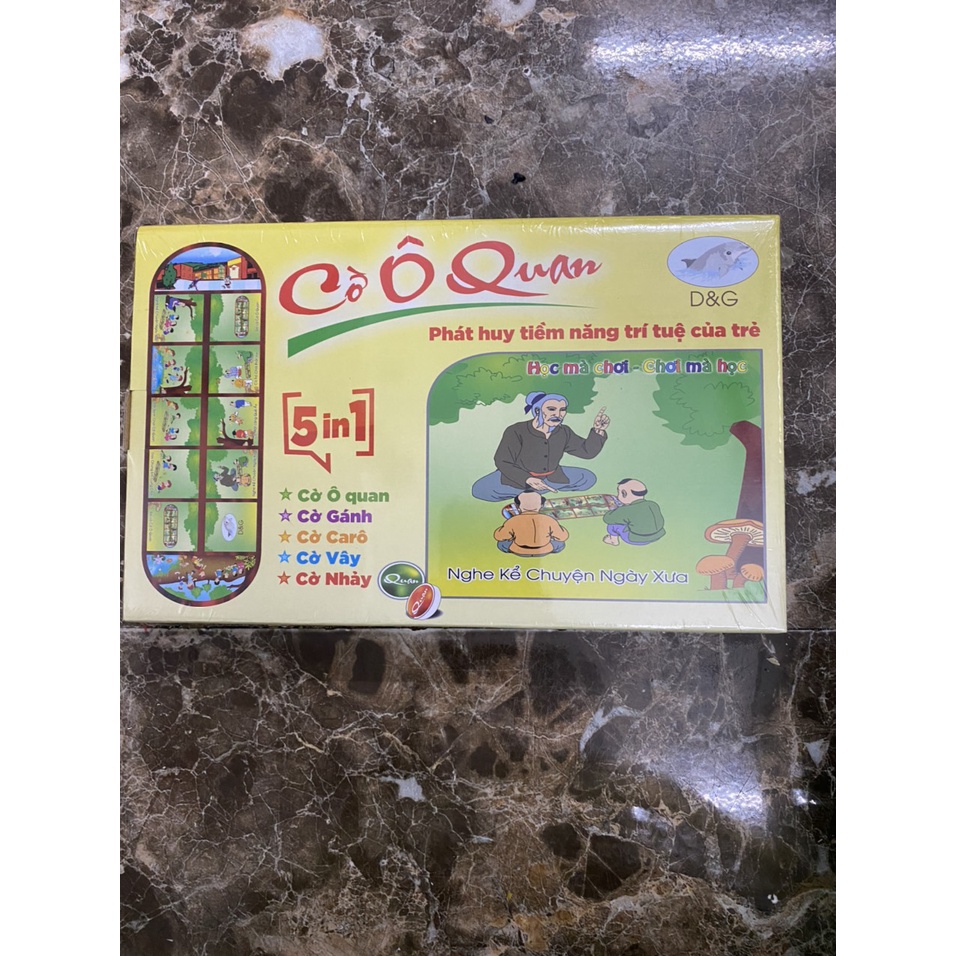 Cờ Ô Quan
D&G
Phát huy tiềm năng trí tuệ của trẻ
Học mà chơi - Chơi mà học
5 in 1
Cờ Ô quan
Cờ Gánh
Cờ Carô
Cờ Vây
Cờ Nhảy
Quan
Quan
Nghe Kể Chuyện Ngày Xưa
D&G